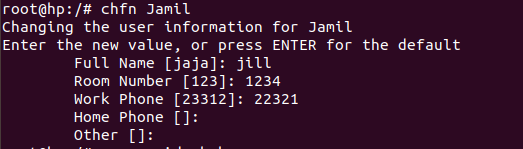 root@hp:/# chfn Jamil
Changing the user information for Jamil
Enter the new value, or press ENTER for the default
Full Name [jaja]: jill
Room Number [123]: 1234
Work Phone [23312]: 22321
Home Phone []:
Other []: